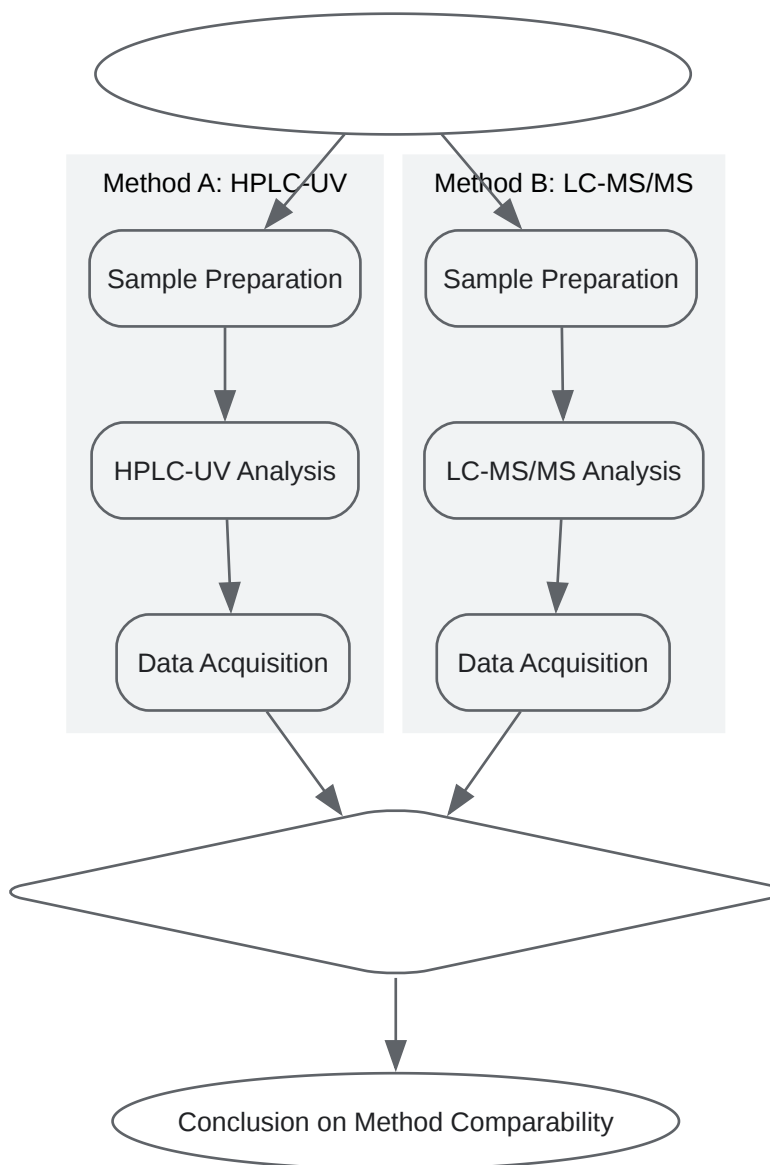 Method A: HPLC-UV
Method B: LC-MS/MS
Sample Preparation
Sample Preparation
HPLC-UV Analysis
LC-MS/MS Analysis
Data Acquisition
Data Acquisition
Conclusion on Method Comparability